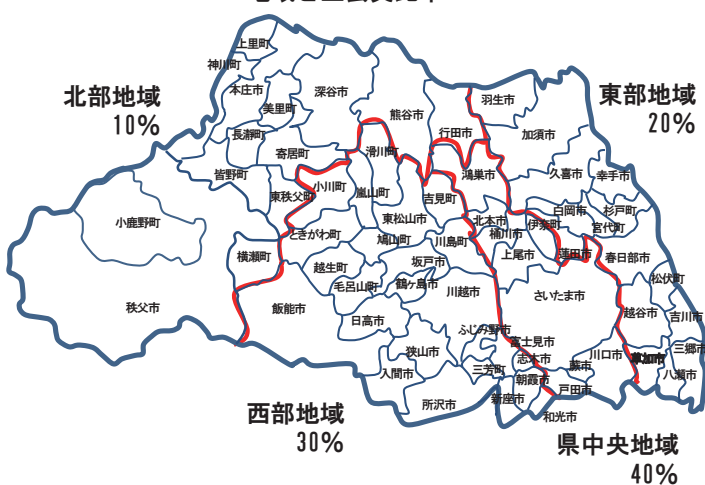 上里町
神川町
本庄市
美里町
深谷市
熊谷市
行田市
羽生市
加須市
北部地域
10%
東部地域
20%
長瀞町
寄居町
滑川町
皆野町
東秩父町
小川町
嵐山町
吉見町
鴻巣市
久喜市
幸手市
小鹿野町
東松山市
北本市
桶川市
伊奈町
白岡市
杉戸町
宮代町
ときがわ町
鳩山町
川島町
上尾市
蓮田市
春日部市
横瀬町
越生町
坂戸市
松伏町
毛呂山町
鶴ヶ島市
川越市
さいたま市
秩父市
飯能市
日高市
越谷市
吉川市
ふじみ野市
富士見市
狭山市
志木市
川口市
草加市
三郷市
入間市
三芳町
朝霞市
蕨市
戸田市
八潮市
所沢市
新座市
和光市
西部地域
30%
県中央地域
40%